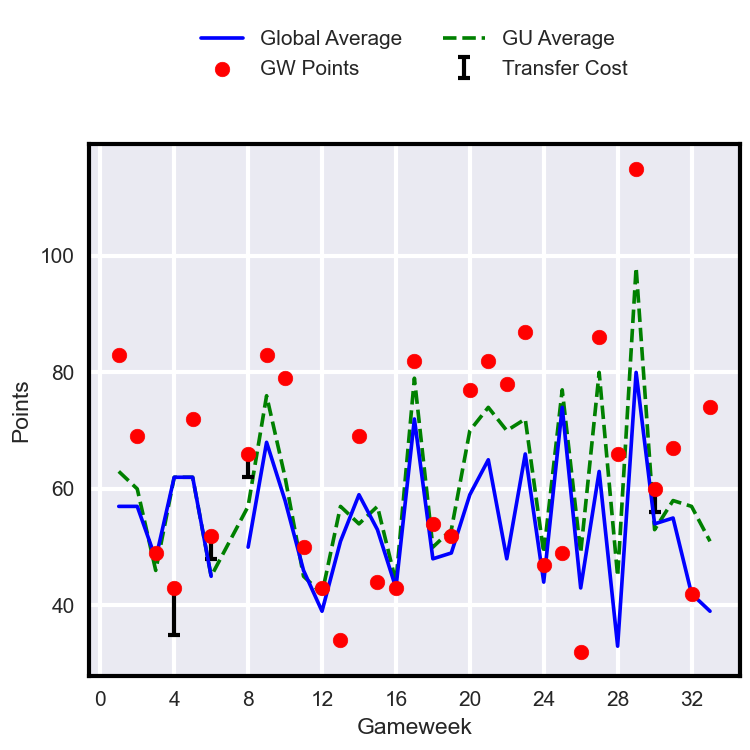 Global Average GU Average
GW Points Transfer Cost
100
80
60
40
Points
0 4 8 12 16 20 24 28 32
Gameweek